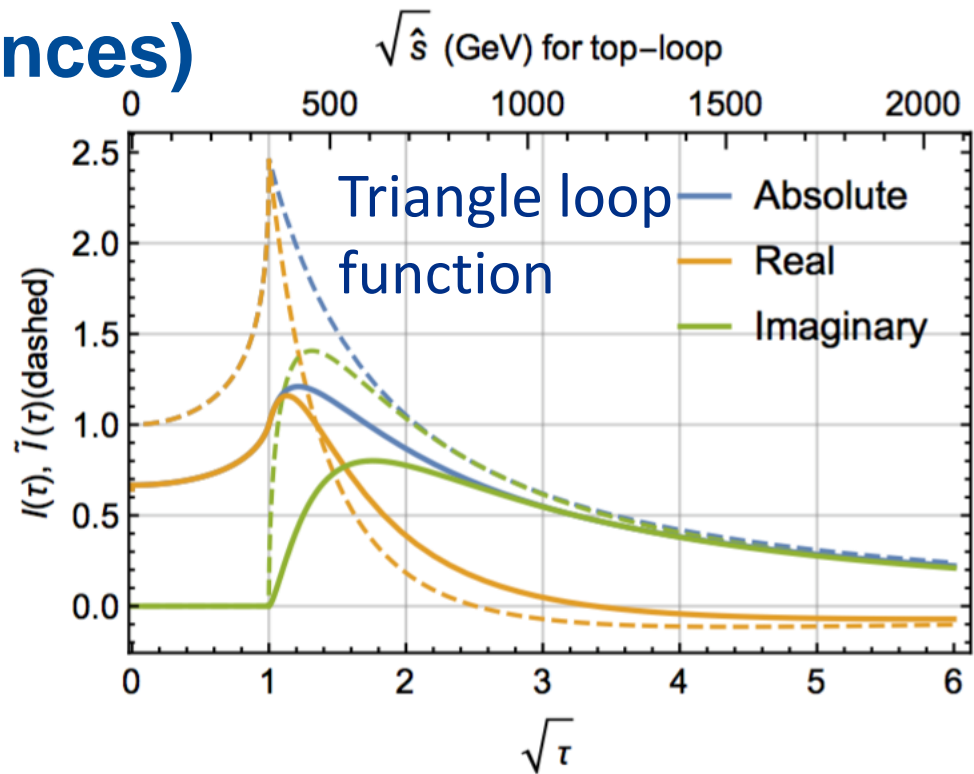 nces)
√ŝ (GeV) for top-loop
0 500 1000 1500 2000
2.5
2.0
1.5
1.0
0.5
0.0
I(τ), Ĩ(τ)(dashed)
Triangle loop
function
Absolute
Real
Imaginary
0 1 2 3 4 5 6
√τ